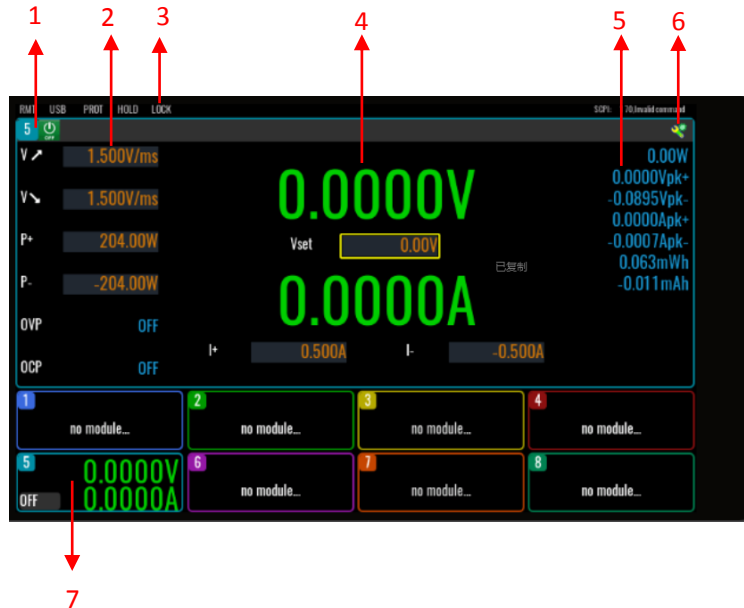 1 2 3 4 5 6
RMT USB PROT HOLD LOCK SCPI: 70,Invalid command
5 OFF
V 1.500V/ms 0.00W
0.0000Vpk+
V 1.500V/ms 0.0000V -0.0895Vpk-
0.0000Apk+
P+ 204.00W Vset 0.00V -0.0007Apk-
已复制 0.063mWh
P- -204.00W 0.0000A -0.011mAh
OVP OFF
I+ 0.500A I- -0.500A
OCP OFF
1 2 3 4
no module... no module... no module... no module...
5 0.0000V 6 7 8
OFF 0.0000A no module... no module... no module...
7